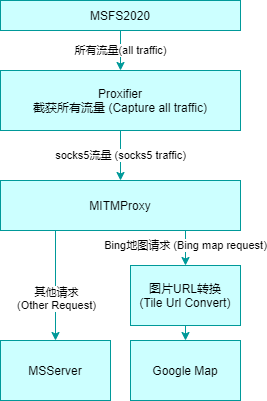 MSFS2020
所有流量(all traffic)
Proxifier
截获所有流量 (Capture all traffic)
socks5流量 (socks5 traffic)
MITMProxy
Bing地图请求 (Bing map request)
其他请求
(Other Request)
图片URL转换
(Tile Url Convert)
MSServer
Google Map